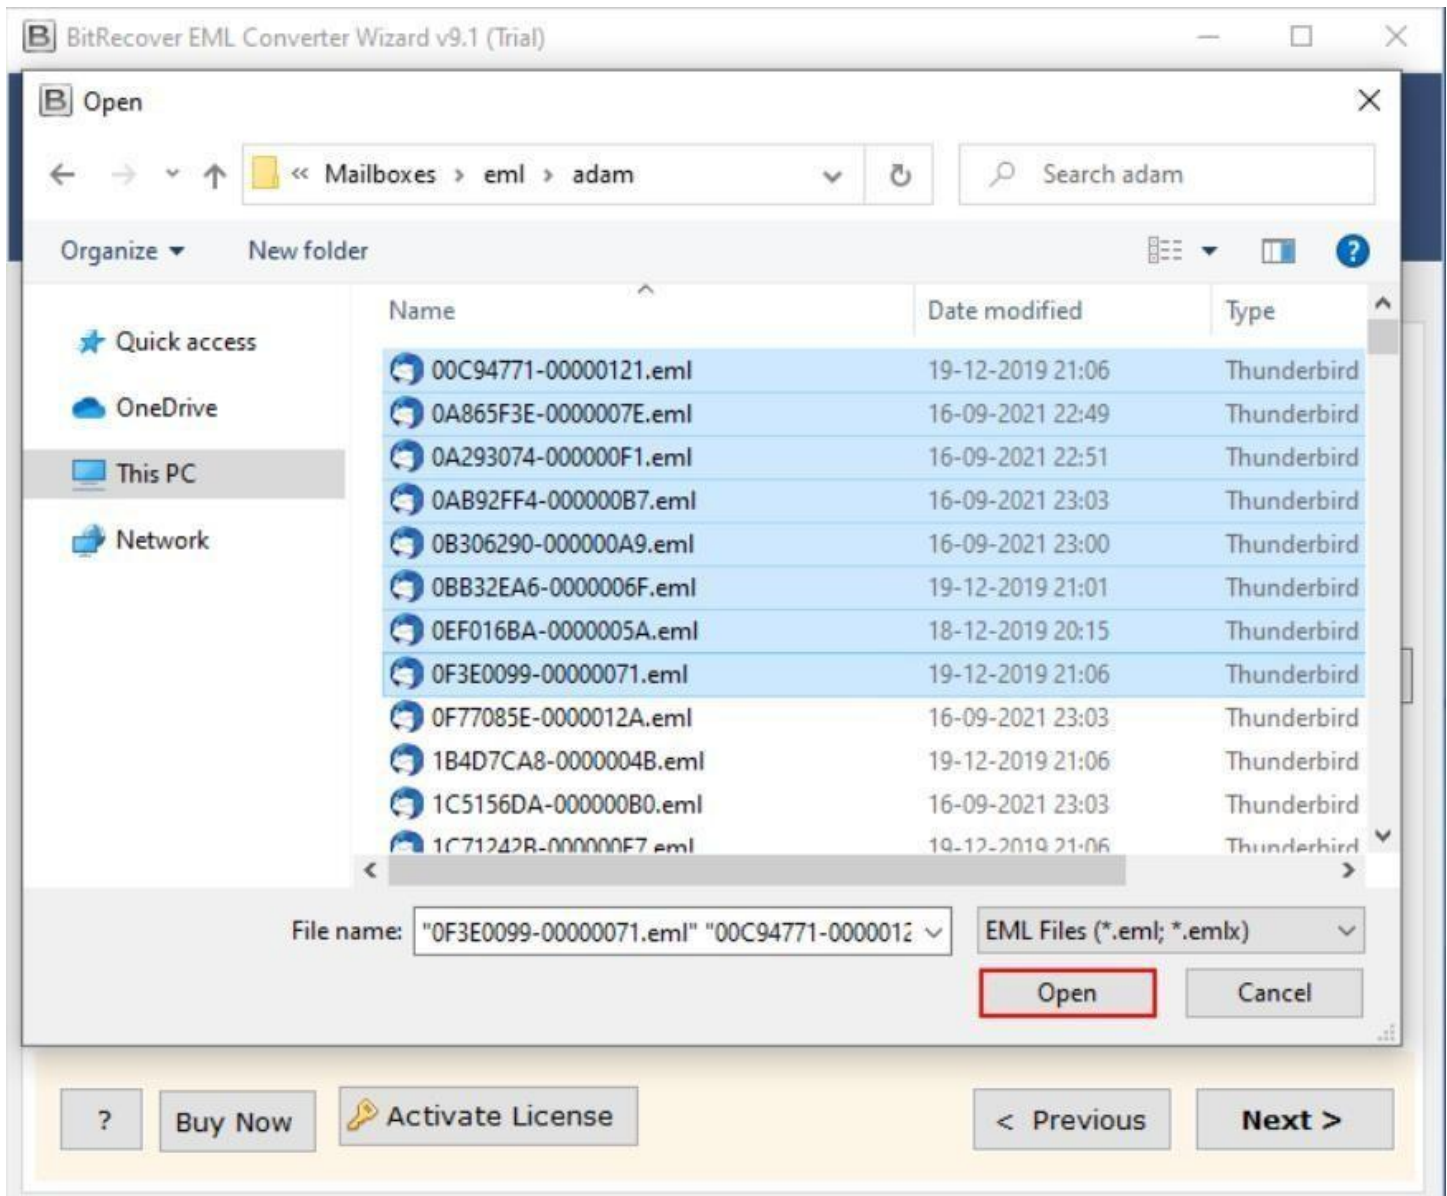 BitRecover EML Converter Wizard v9.1 (Trial)
Open
« Mailboxes › eml › adam
Search adam
Organize
New folder
?
Name
Date modified
Type
Quick access
OneDrive
This PC
Network
00C94771-00000121.eml 19-12-2019 21:06 Thunderbird
0A865F3E-0000007E.eml 16-09-2021 22:49 Thunderbird
0A293074-000000F1.eml 16-09-2021 22:51 Thunderbird
0AB92FF4-000000B7.eml 16-09-2021 23:03 Thunderbird
0B306290-000000A9.eml 16-09-2021 23:00 Thunderbird
0BB32EA6-0000006F.eml 19-12-2019 21:01 Thunderbird
0EF016BA-0000005A.eml 18-12-2019 20:15 Thunderbird
0F3E0099-00000071.eml 19-12-2019 21:06 Thunderbird
0F77085E-0000012A.eml 16-09-2021 23:03 Thunderbird
1B4D7CA8-0000004B.eml 19-12-2019 21:06 Thunderbird
1C5156DA-000000B0.eml 16-09-2021 23:03 Thunderbird
19-12-2019 21:06 Thunderbird
File name: "0F3E0099-00000071.eml" "00C94771-0000012
EML Files (*.eml; *.emlx)
Open
Cancel
?
Buy Now
Activate License
< Previous
Next >